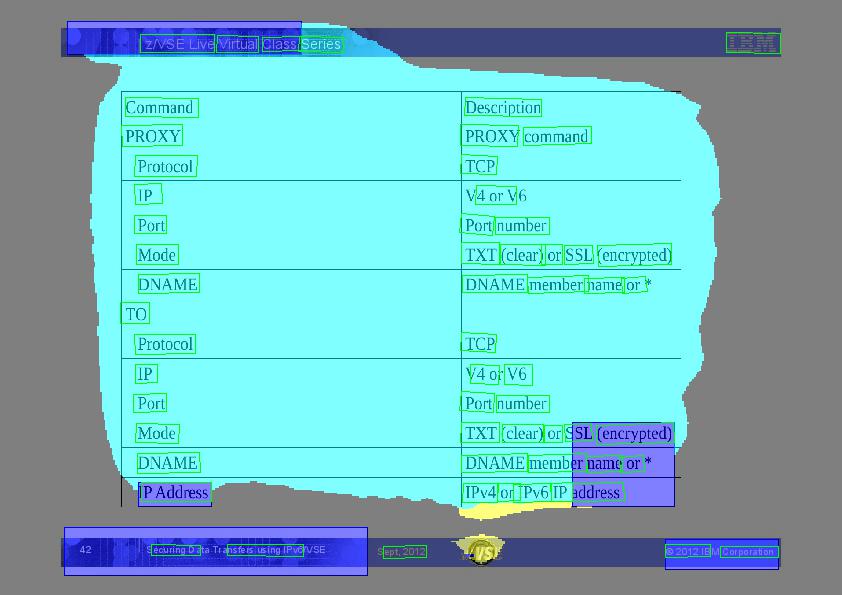 z/VSE Live Virtual Class Series IBM
Command Description
PROXY PROXY command
Protocol TCP
IP V4 or V6
Port Port number
Mode TXT (clear) or SSL (encrypted)
DNAME DNAME member name or *
TO
Protocol TCP
IP V4 or V6
Port Port number
Mode TXT (clear) or SSL (encrypted)
DNAME DNAME member name or *
IP Address IPv4 or IPv6 IP address
42 Securing Data Transfers using IPv6/VSE Sept, 2012 VSE © 2012 IBM Corporation